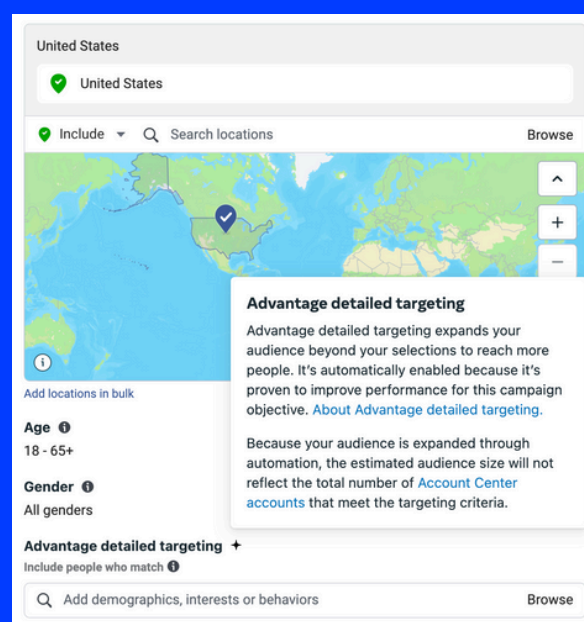 United States
United States
Include
Search locations
Browse
Advantage detailed targeting
Advantage detailed targeting expands your
audience beyond your selections to reach more
people. It's automatically enabled because it's
proven to improve performance for this campaign
objective. About Advantage detailed targeting.
Because your audience is expanded through
automation, the estimated audience size will not
reflect the total number of Account Center
accounts that meet the targeting criteria.
Add locations in bulk
Age
18 - 65+
Gender
All genders
Advantage detailed targeting
Include people who match
Add demographics, interests or behaviors
Browse